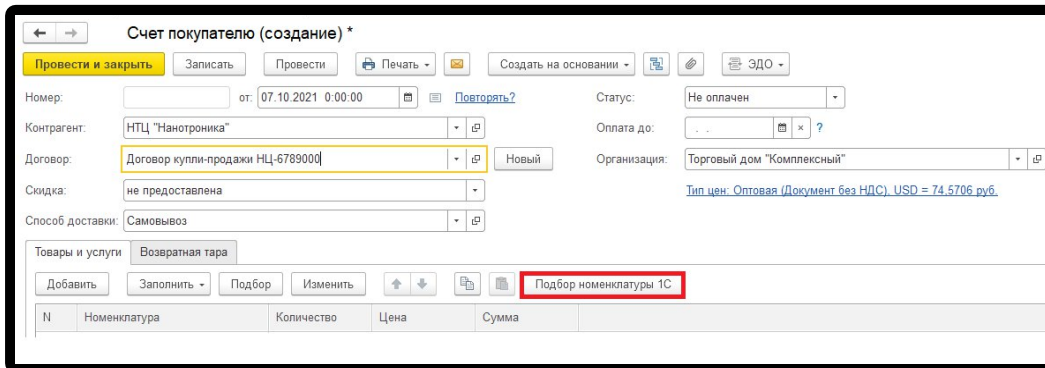 Счет покупателю (создание) *
Провести и закрыть Записать Провести Печать Создать на основании ЭДО
Номер: от: 07.10.2021 0:00:00 Повторять? Статус: Не оплачен
Контрагент: НТЦ "Нанотроника" Оплата до: . . × ?
Договор: Договор купли-продажи НЦ-6789000 Новый Организация: Торговый дом "Комплексный"
Скидка: не предоставлена Тип цен: Оптовая (Документ без НДС), USD = 74,5706 руб.
Способ доставки: Самовывоз
Товары и услуги Возвратная тара
Добавить Заполнить Подбор Изменить Подбор номенклатуры 1С
N Номенклатура Количество Цена Сумма